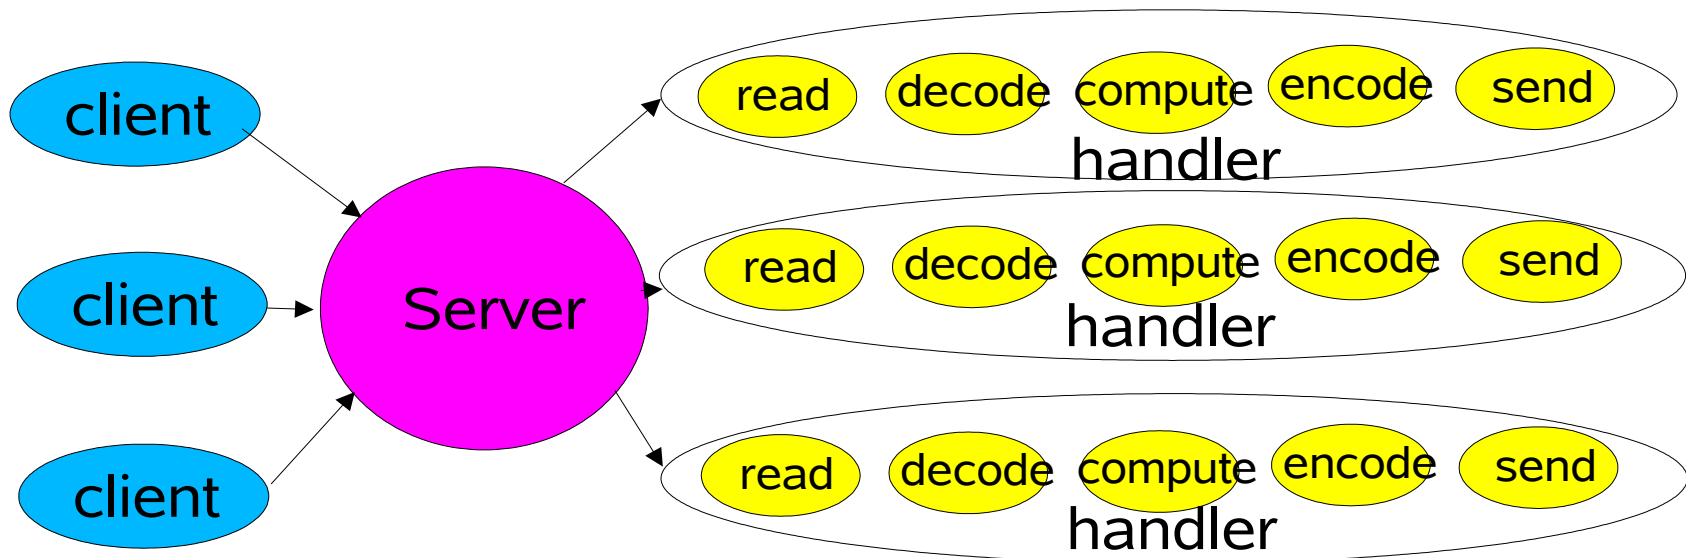 client
client
client
Server
read decode compute encode send
handler
read decode compute encode send
handler
read decode compute encode send
handler